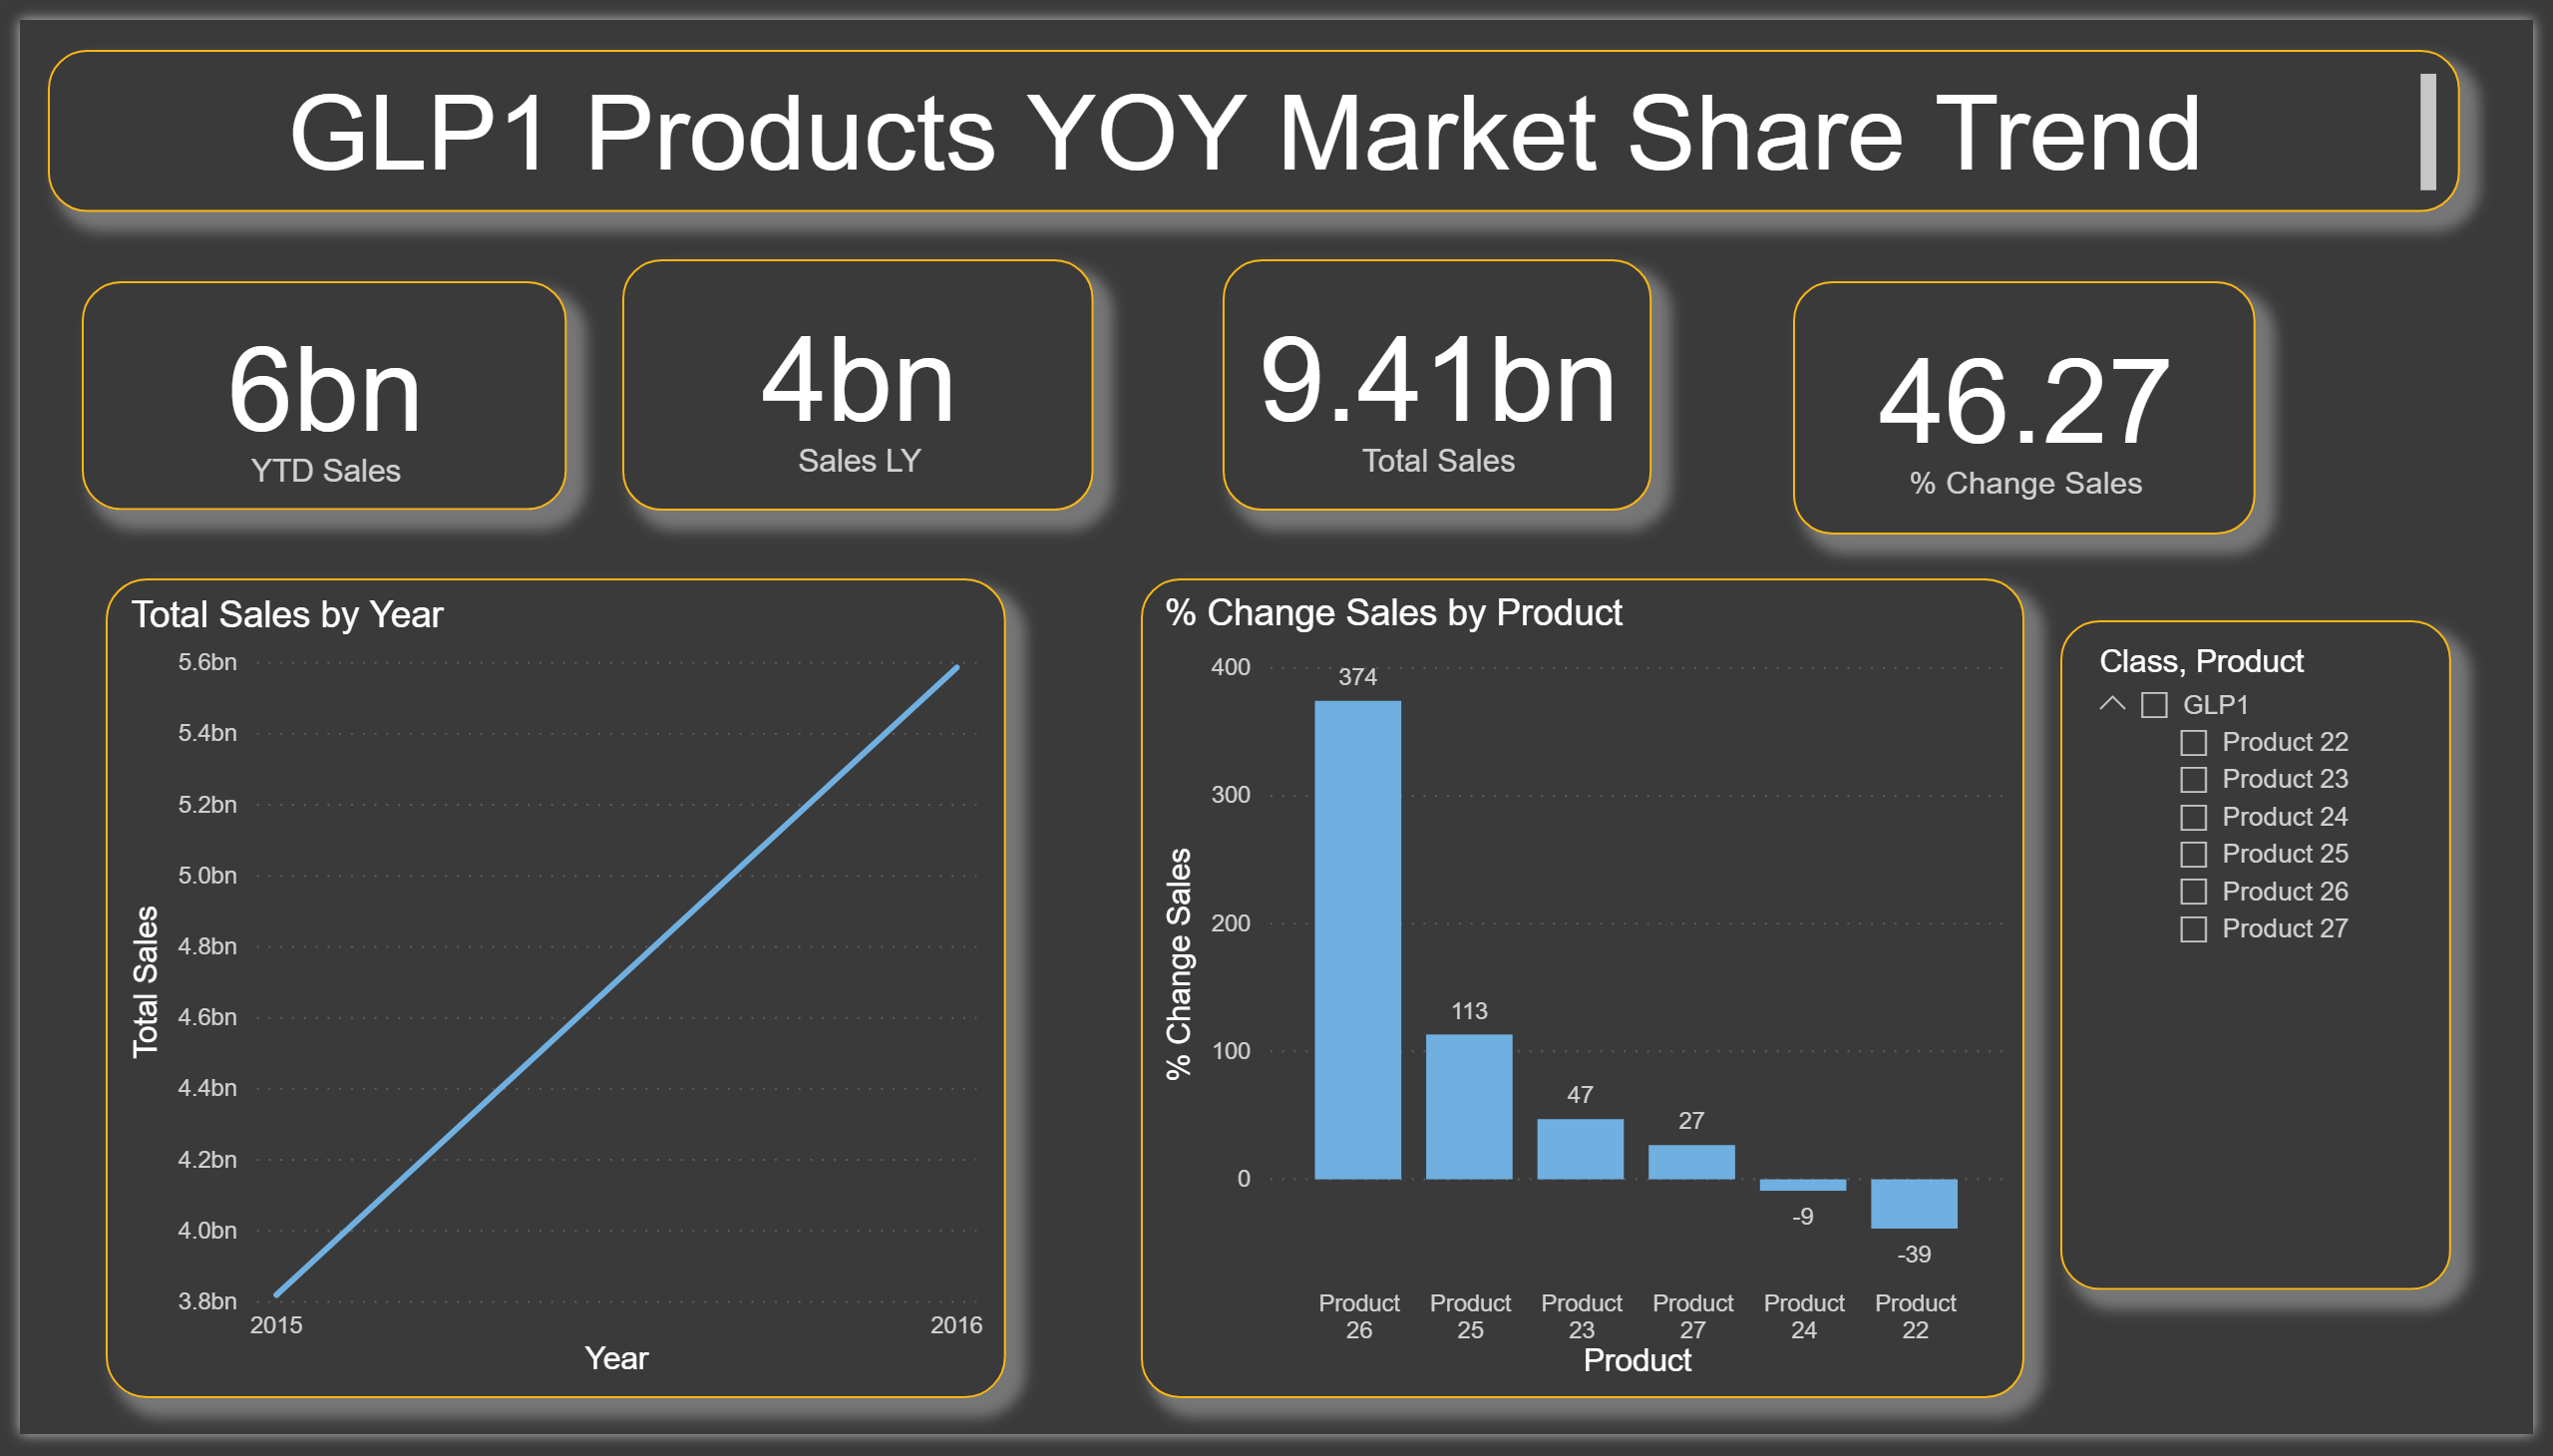 GLP1 Products YOY Market Share Trend
6bn
YTD Sales
4bn
Sales LY
9.41bn
Total Sales
46.27
% Change Sales
Total Sales by Year
5.6bn
5.4bn
5.2bn
5.0bn
4.8bn
4.6bn
4.4bn
4.2bn
4.0bn
3.8bn
Total Sales
2015
2016
Year
% Change Sales by Product
400
300
200
100
0
% Change Sales
374
113
47
27
-9
-39
Product 26
Product 25
Product 23
Product 27
Product 24
Product 22
Product
Class, Product
GLP1
Product 22
Product 23
Product 24
Product 25
Product 26
Product 27